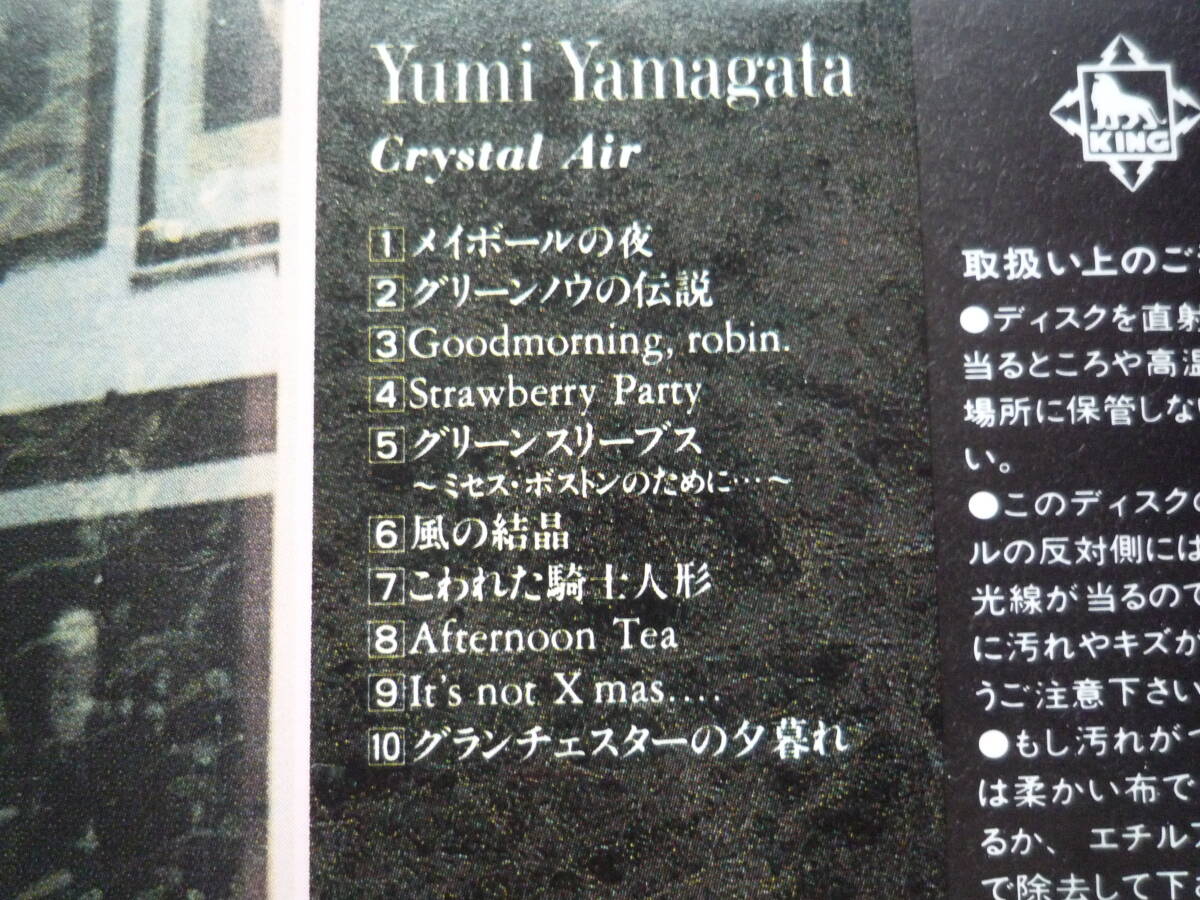 Yumi Yamagata
Crystal Air
1 メイボールの夜
2 グリーンノウの伝説
3 Goodmorning, robin.
4 Strawberry Party
5 グリーンスリーブス
～ミセス・ボストンのために…～
6 風の結晶
7 こわれた騎士人形
8 Afternoon Tea
9 It's not X mas....
10 グランチェスターの夕暮れ
KING
取扱い上のご
●ディスクを直射
当るところや高温
場所に保管しな
い。
●このディスク
ルの反対側には
光線が当るので
に汚れやキズが
うご注意下さい
●もし汚れがつ
は柔かい布で
るか、エチルア
で除去して下